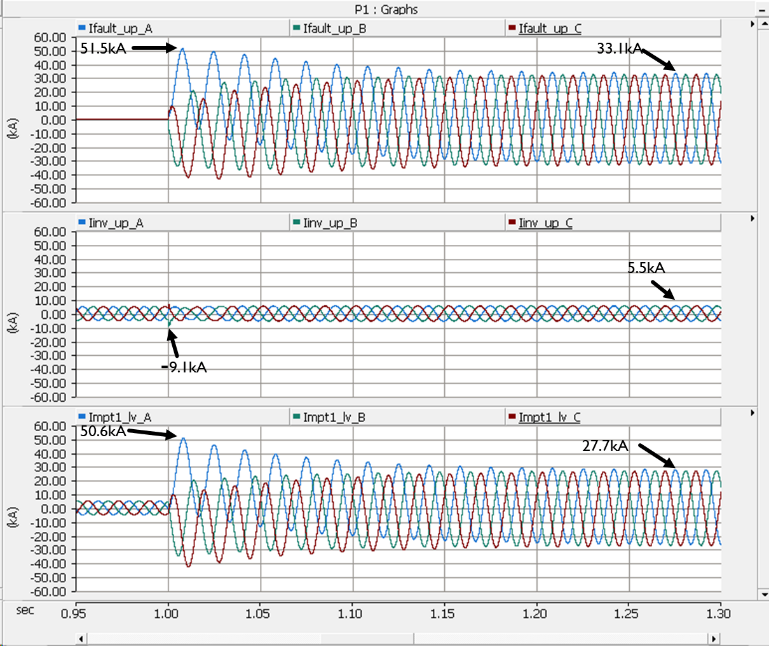 P1 : Graphs
Ifault_up_A Ifault_up_B Ifault_up_C
60.00
50.00
40.00
30.00
20.00
10.00
0.00
-10.00
-20.00
-30.00
-40.00
-50.00
-60.00
(kA)
51.5kA
33.1kA
Iinv_up_A Iinv_up_B Iinv_up_C
60.00
50.00
40.00
30.00
20.00
10.00
0.00
-10.00
-20.00
-30.00
-40.00
-50.00
-60.00
(kA)
5.5kA
-9.1kA
Impt1_lv_A Impt1_lv_B Impt1_lv_C
60.00
50.00
40.00
30.00
20.00
10.00
0.00
-10.00
-20.00
-30.00
-40.00
-50.00
-60.00
(kA)
50.6kA
27.7kA
sec 0.95 1.00 1.05 1.10 1.15 1.20 1.25 1.30